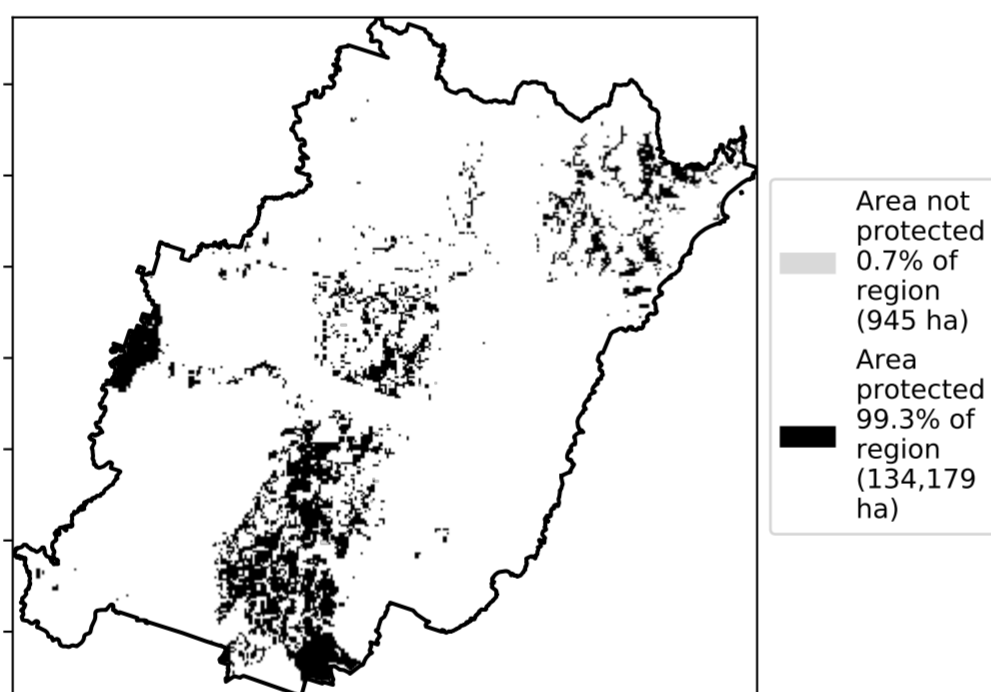 Area not
protected
0.7% of
region
(945 ha)
Area
protected
99.3% of
region
(134,179
ha)